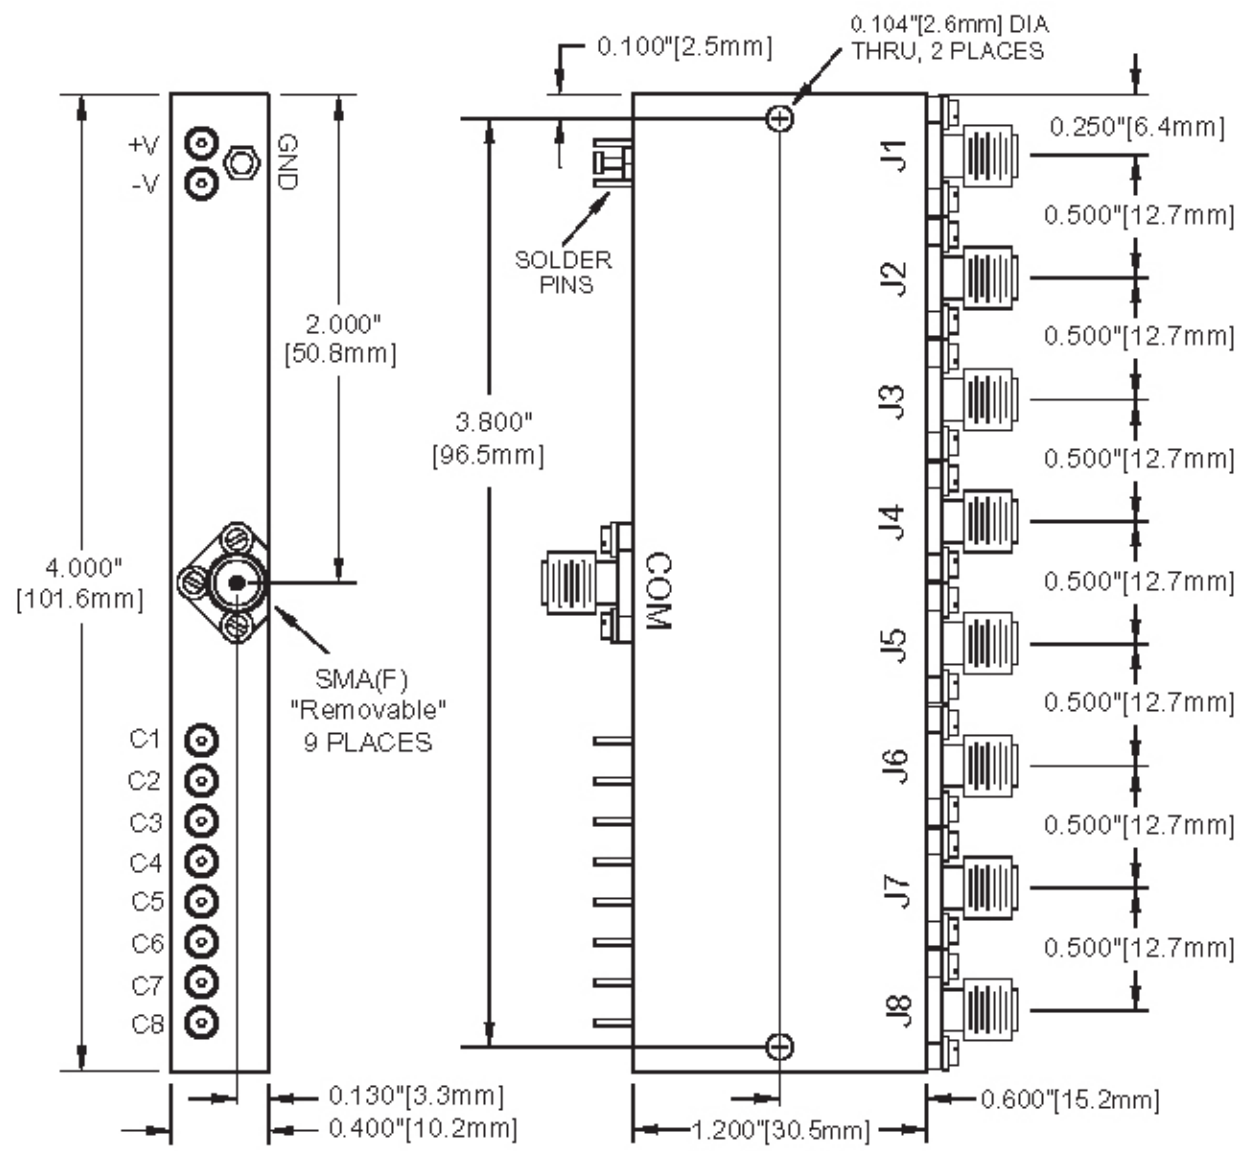 0.104"[2.6mm] DIA
THRU, 2 PLACES
0.100"[2.5mm]
+V
-V
GND
SOLDER
PINS
2.000"
[50.8mm]
3.800"
[96.5mm]
4.000"
[101.6mm]
SMA(F)
"Removable"
9 PLACES
COM
C1
C2
C3
C4
C5
C6
C7
C8
J1
J2
J3
J4
J5
J6
J7
J8
0.250"[6.4mm]
0.500"[12.7mm]
0.500"[12.7mm]
0.500"[12.7mm]
0.500"[12.7mm]
0.500"[12.7mm]
0.500"[12.7mm]
0.500"[12.7mm]
0.130"[3.3mm]
0.400"[10.2mm]
0.600"[15.2mm]
1.200"[30.5mm]